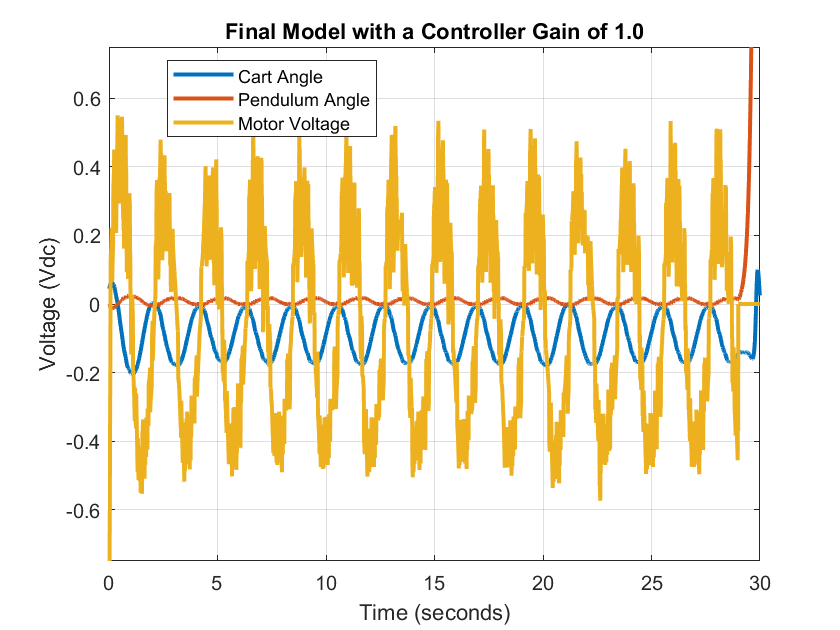 Final Model with a Controller Gain of 1.0
Cart Angle
Pendulum Angle
Motor Voltage
0.6
0.4
0.2
0
-0.2
-0.4
-0.6
Voltage (Vdc)
0 5 10 15 20 25 30
Time (seconds)